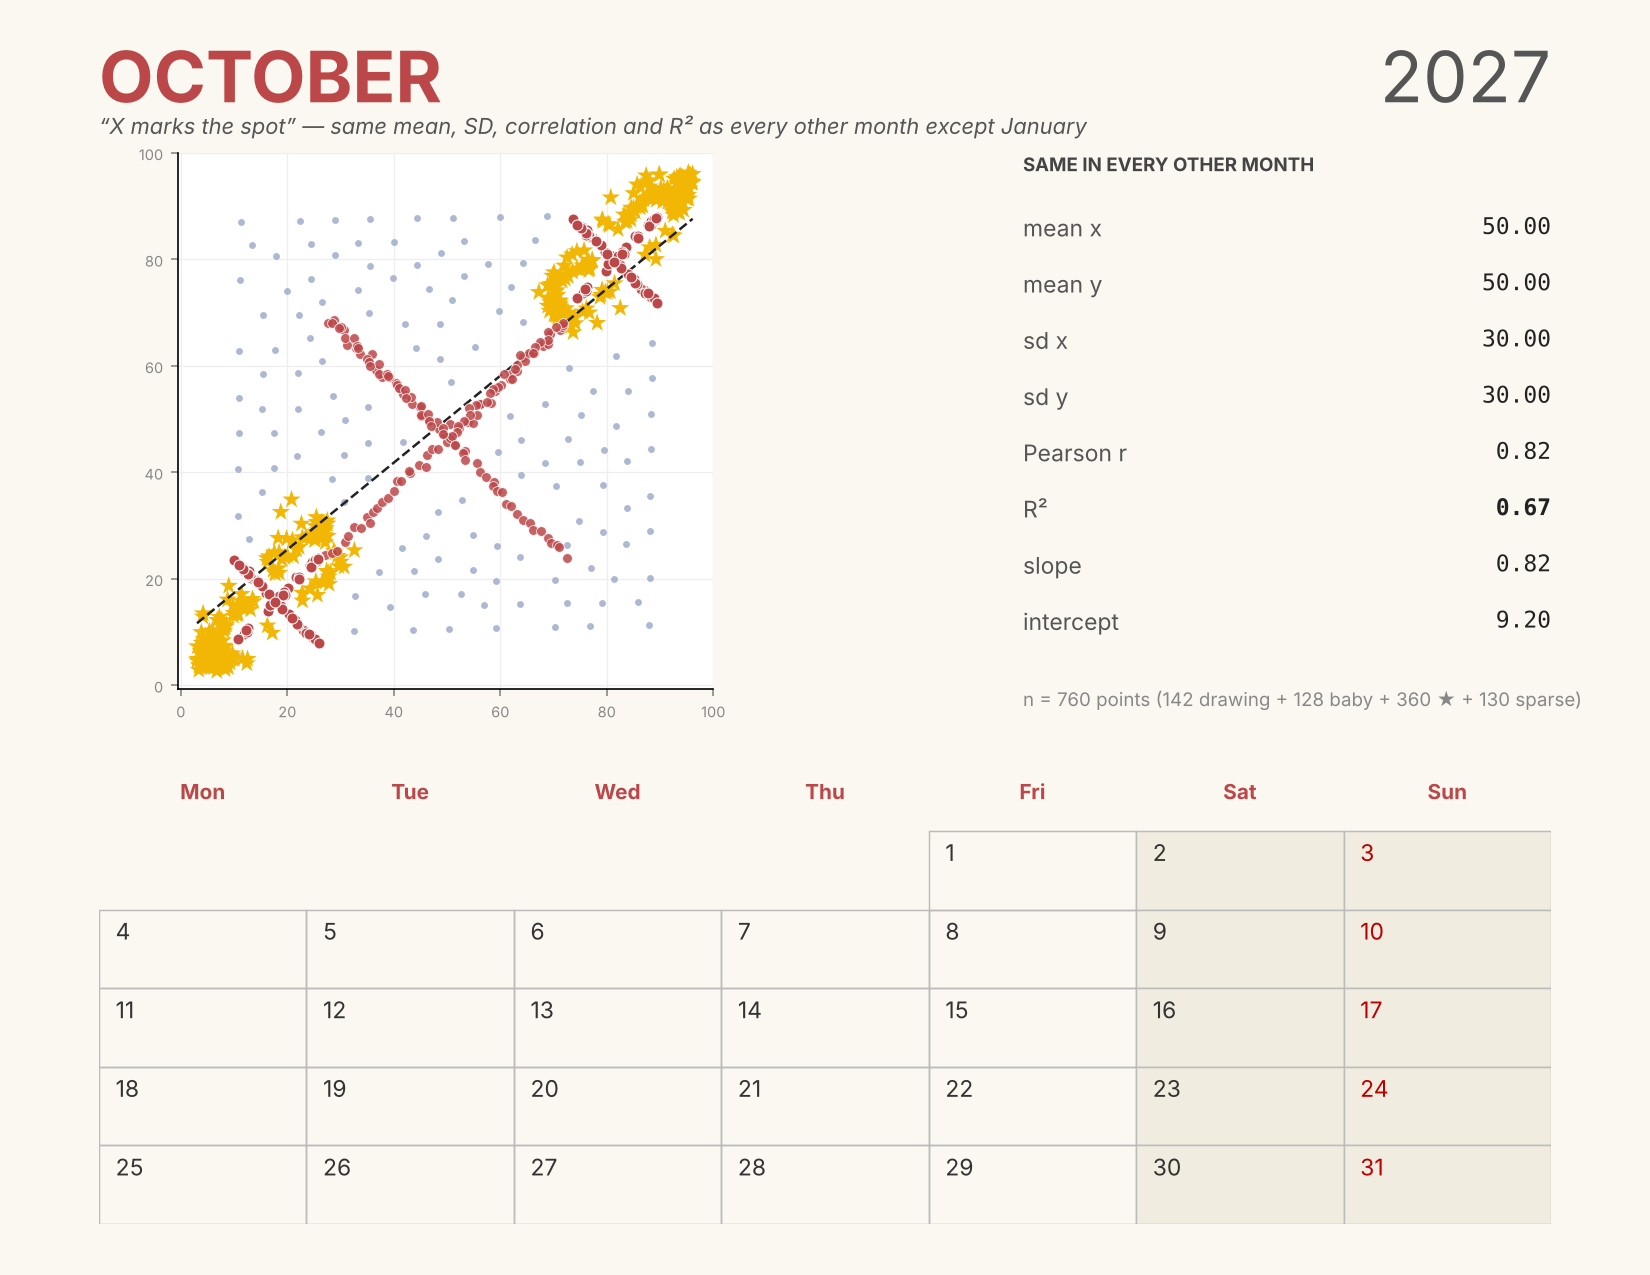 OCTOBER 2027
“X marks the spot” — same mean, SD, correlation and R² as every other month except January
100
80
60
40
20
0
0 20 40 60 80 100
SAME IN EVERY OTHER MONTH
mean x 50.00
mean y 50.00
sd x 30.00
sd y 30.00
Pearson r 0.82
R² 0.67
slope 0.82
intercept 9.20
n = 760 points (142 drawing + 128 baby + 360 ★ + 130 sparse)
Mon Tue Wed Thu Fri Sat Sun
1 2 3
4 5 6 7 8 9 10
11 12 13 14 15 16 17
18 19 20 21 22 23 24
25 26 27 28 29 30 31